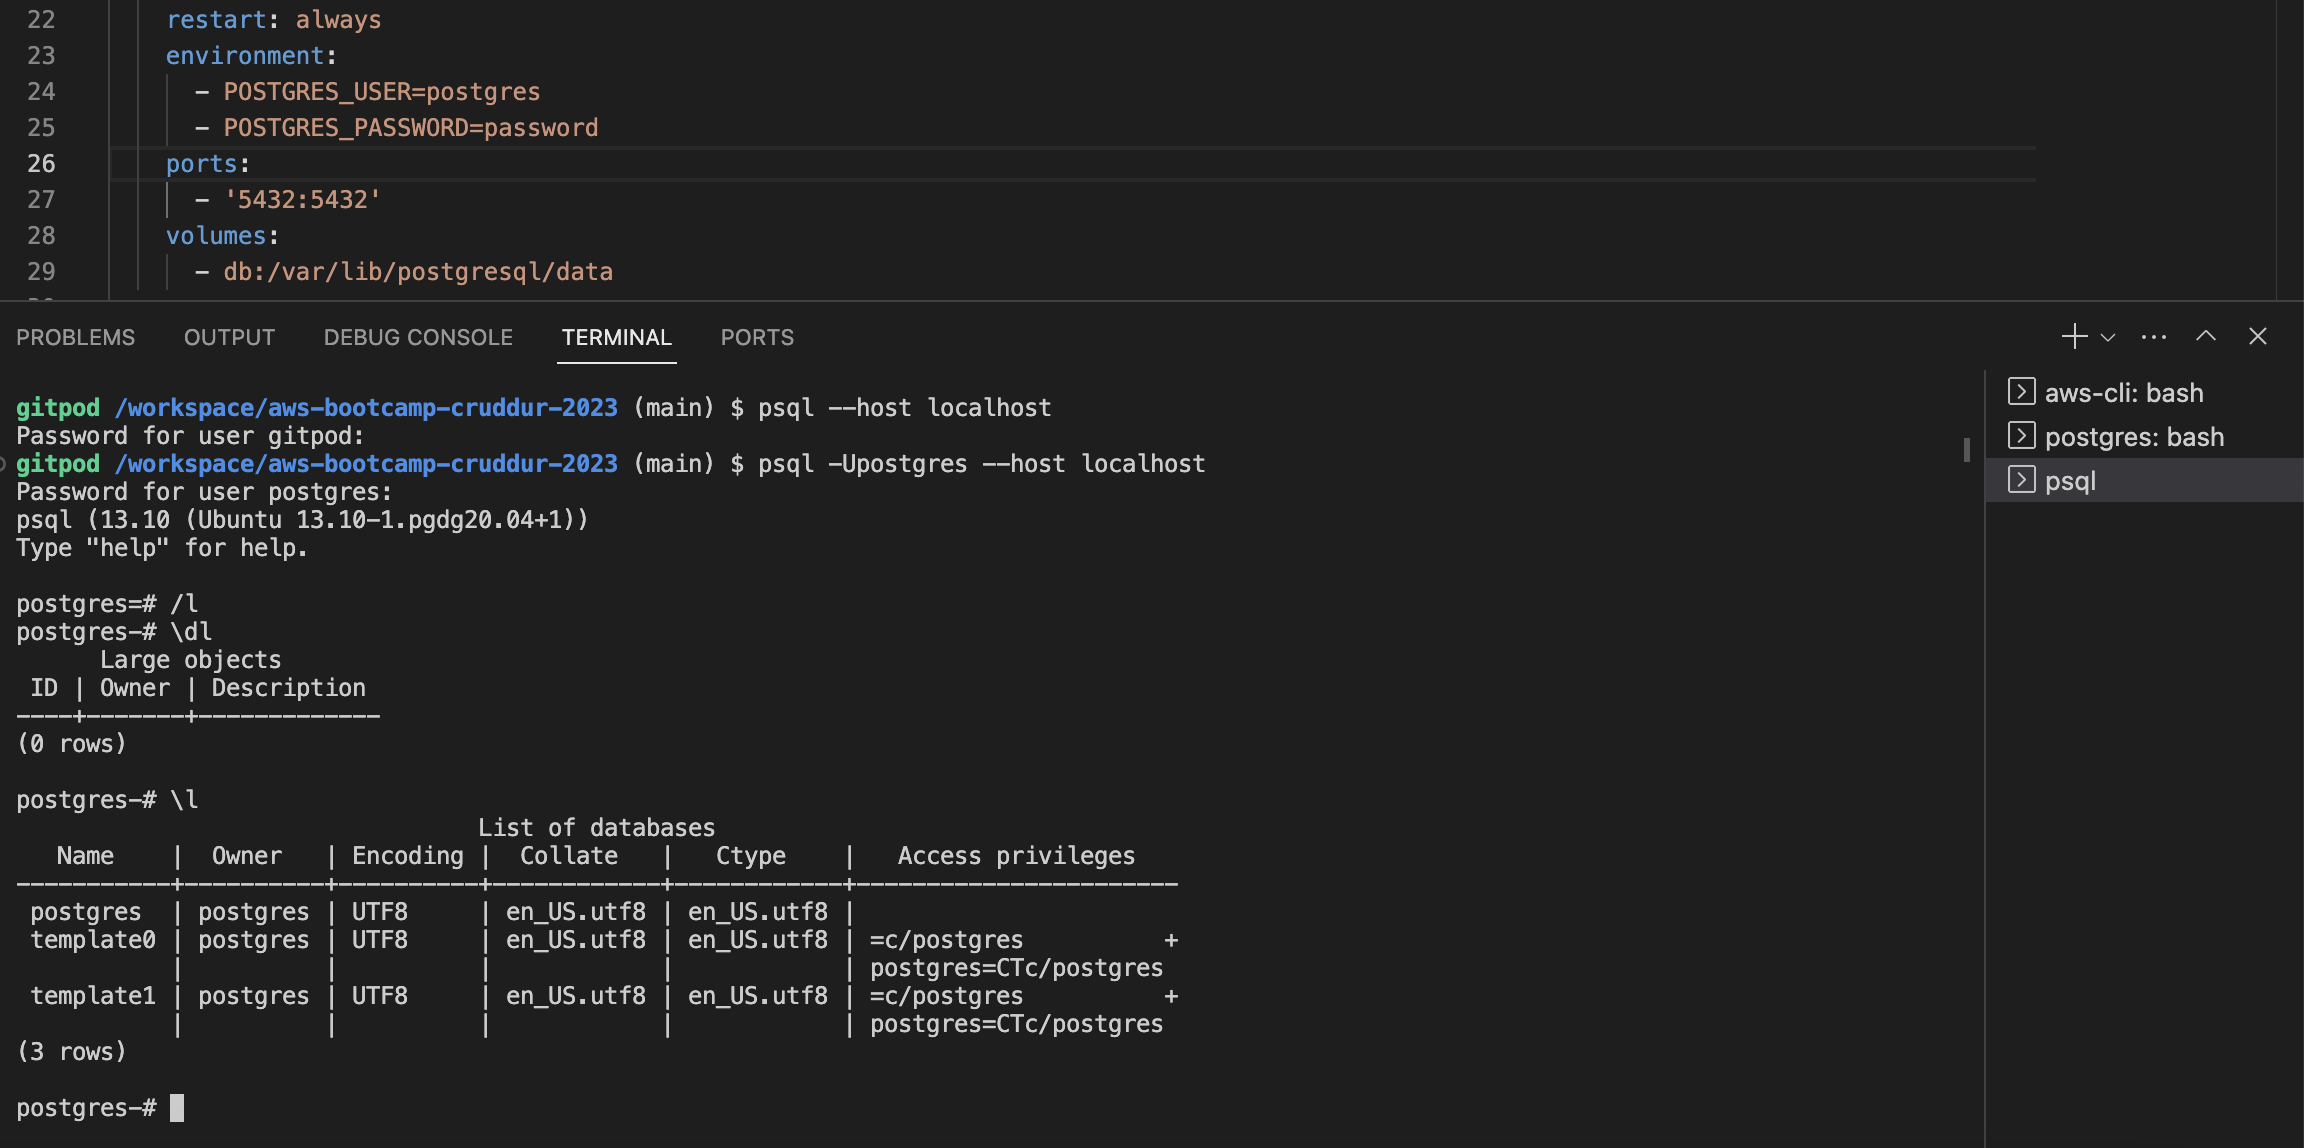 22 restart: always
23 environment:
24 - POSTGRES_USER=postgres
25 - POSTGRES_PASSWORD=password
26 ports:
27 - '5432:5432'
28 volumes:
29 - db:/var/lib/postgresql/data
PROBLEMS OUTPUT DEBUG CONSOLE TERMINAL PORTS
gitpod /workspace/aws-bootcamp-cruddur-2023 (main) $ psql --host localhost
Password for user gitpod:
gitpod /workspace/aws-bootcamp-cruddur-2023 (main) $ psql -Upostgres --host localhost
Password for user postgres:
psql (13.10 (Ubuntu 13.10-1.pgdg20.04+1))
Type "help" for help.
postgres=# /l
postgres-# \dl
Large objects
ID | Owner | Description
----+-------+-------------
(0 rows)
postgres-# \l
List of databases
Name | Owner | Encoding | Collate | Ctype | Access privileges
-----------+----------+----------+------------+------------+-----------------------
postgres | postgres | UTF8 | en_US.utf8 | en_US.utf8 |
template0 | postgres | UTF8 | en_US.utf8 | en_US.utf8 | =c/postgres +
| | | | | postgres=CTc/postgres
template1 | postgres | UTF8 | en_US.utf8 | en_US.utf8 | =c/postgres +
| | | | | postgres=CTc/postgres
(3 rows)
postgres-#
aws-cli: bash
postgres: bash
psql